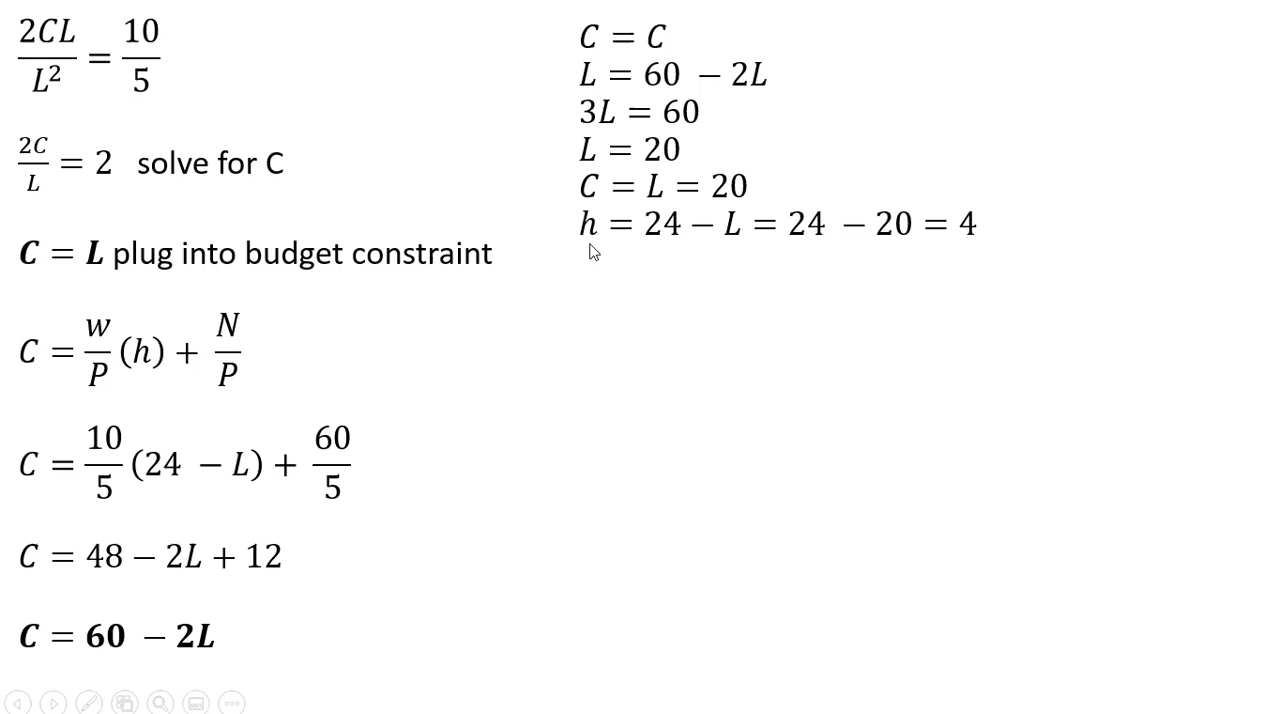 2CL/L² = 10/5
2C/L = 2 solve for C
C = L plug into budget constraint
C = w/P (h) + N/P
C = 10/5 (24 − L) + 60/5
C = 48 − 2L + 12
C = 60 − 2L
C = C
L = 60 − 2L
3L = 60
L = 20
C = L = 20
h = 24 − L = 24 − 20 = 4